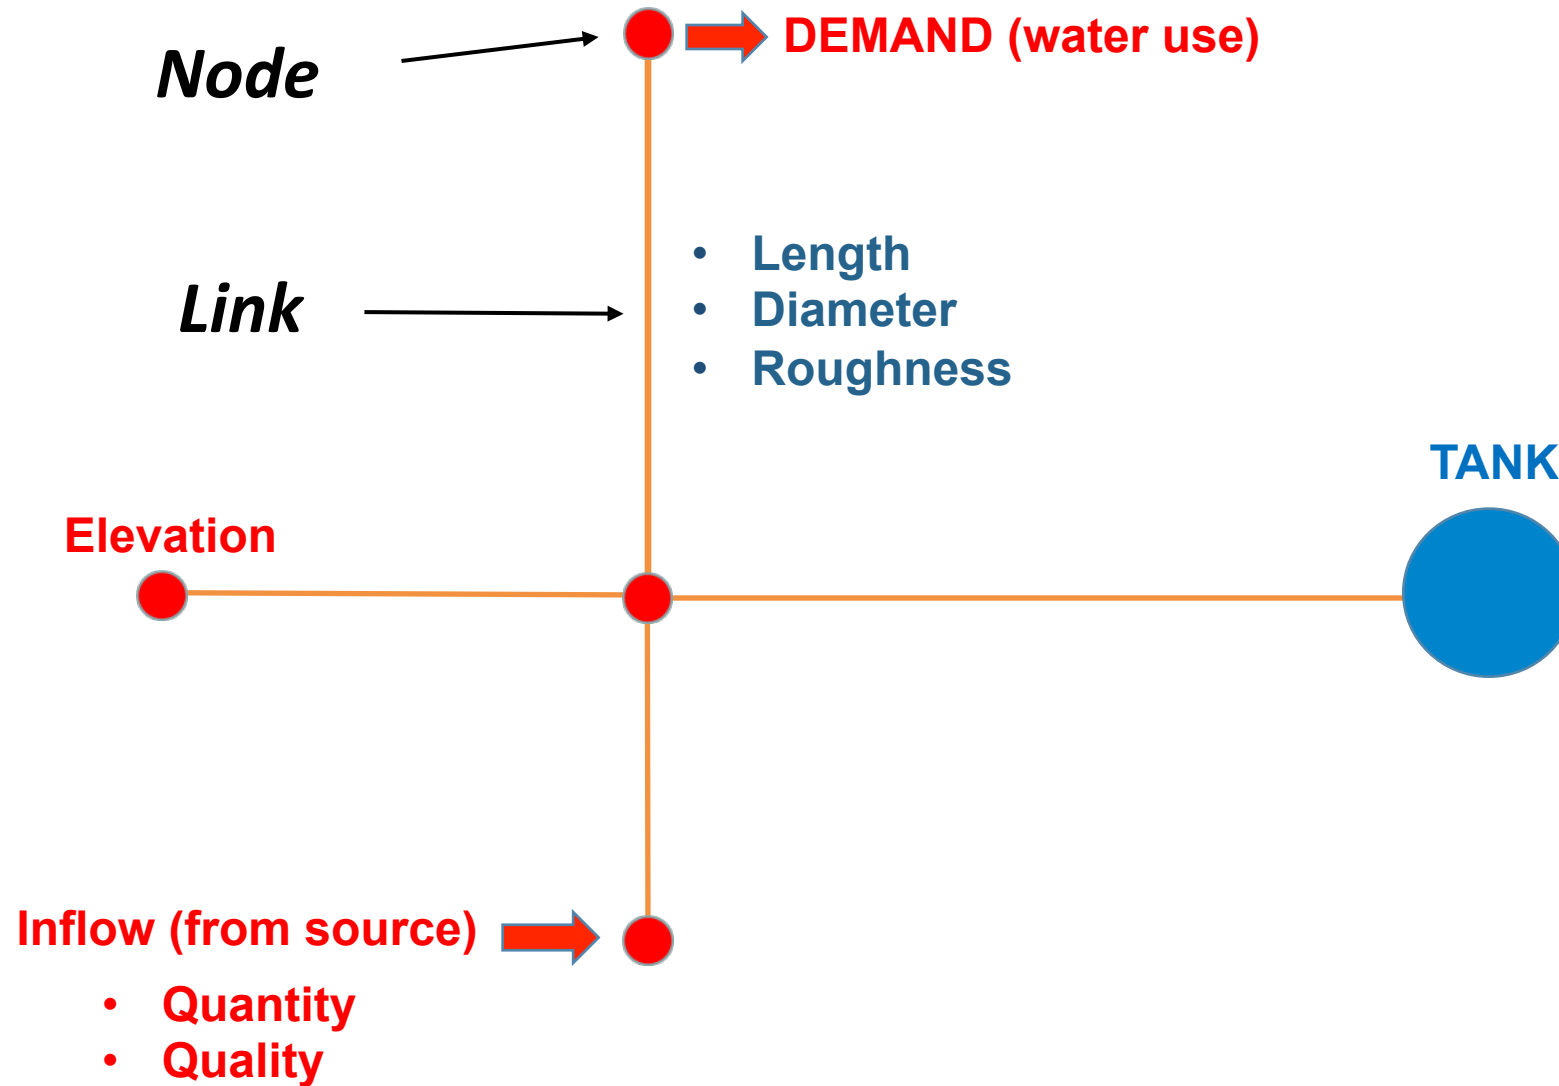 Node
DEMAND (water use)
Link
• Length
• Diameter
• Roughness
TANK
Elevation
Inflow (from source)
• Quantity
• Quality